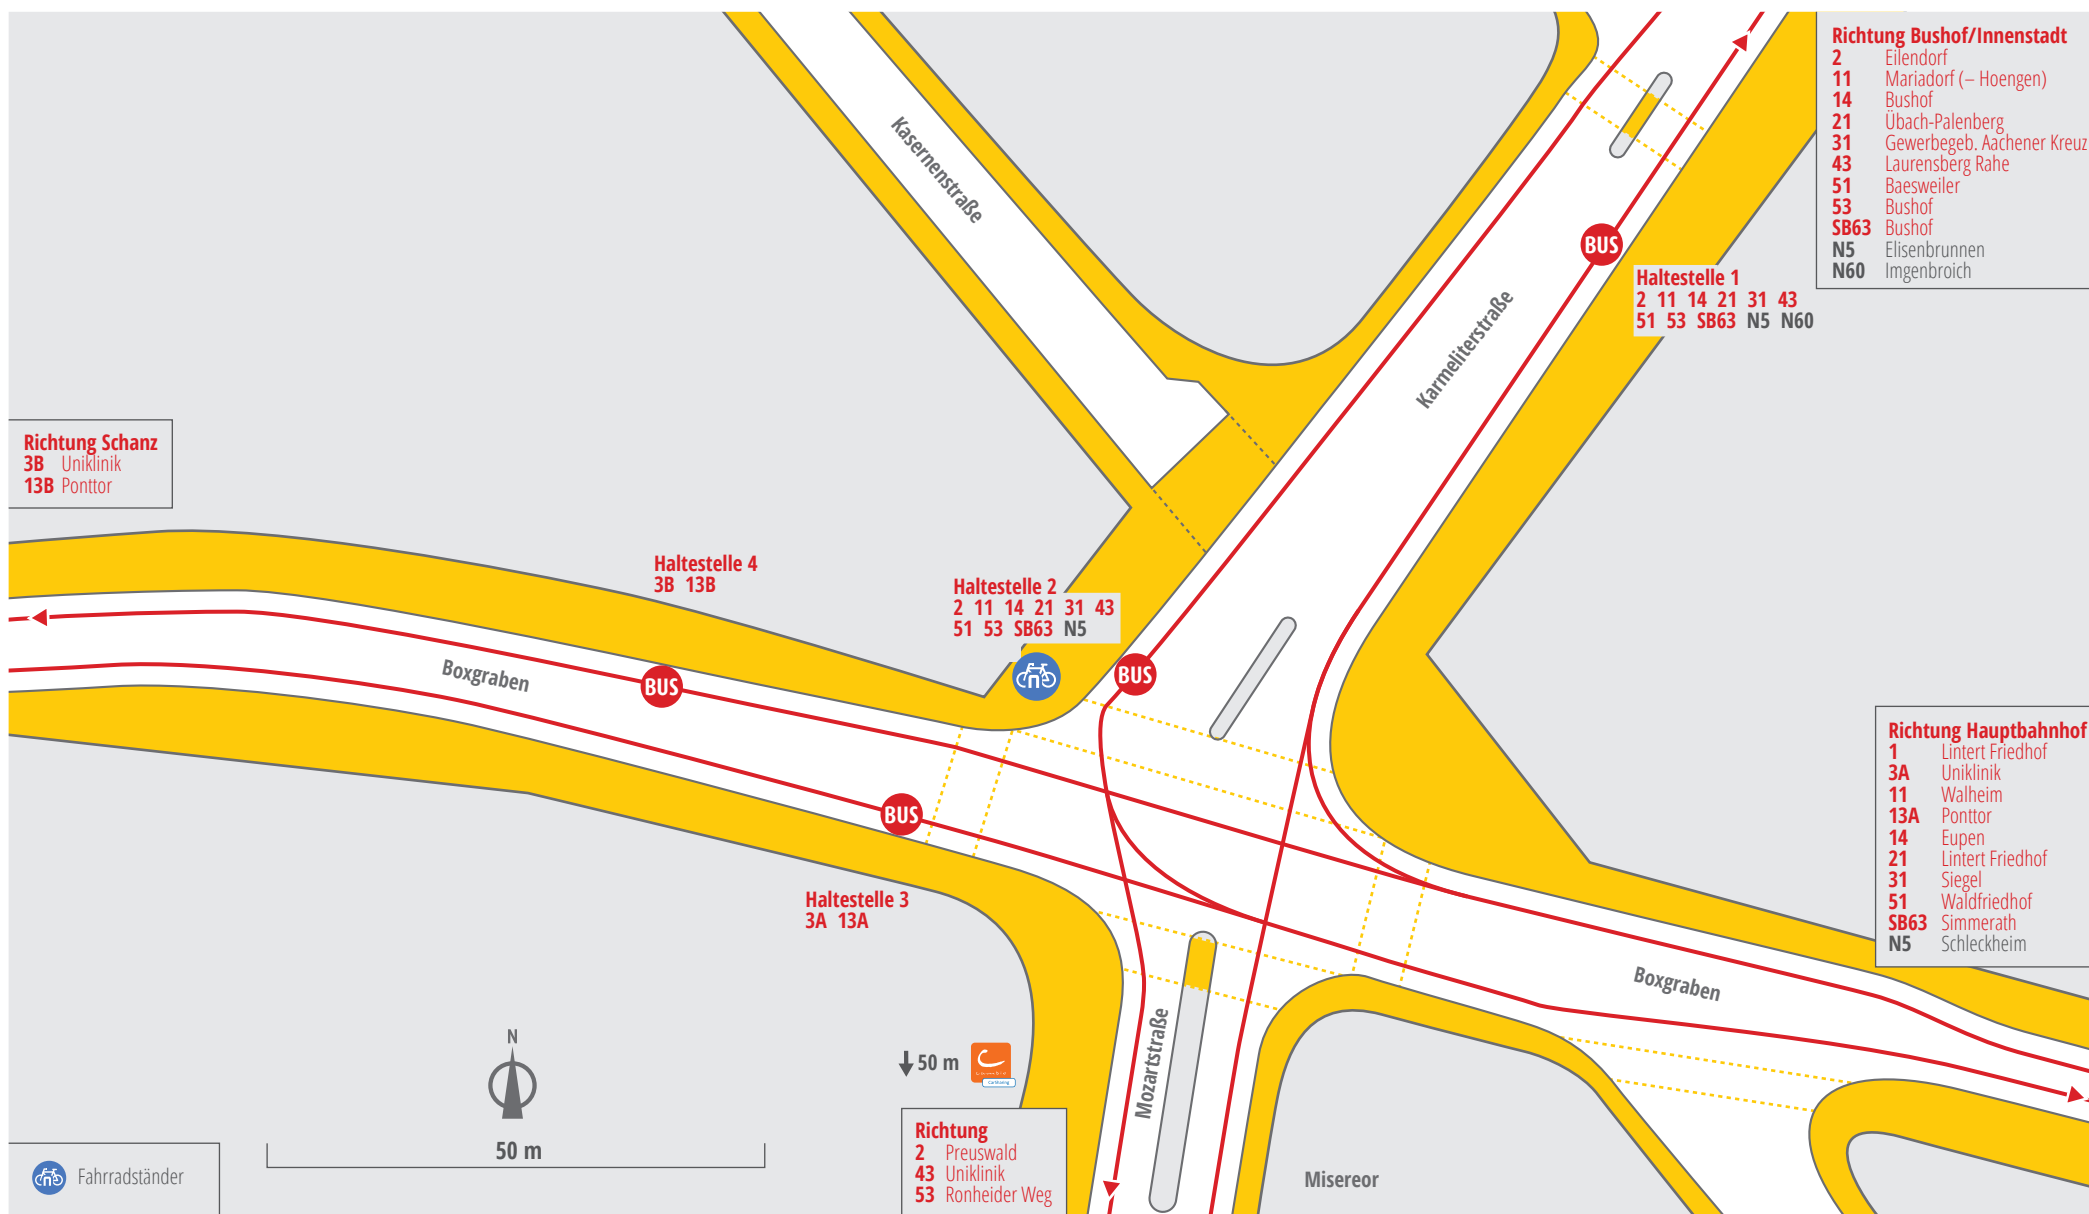 Richtung Bushof/Innenstadt
2 Eilendorf
11 Mariadorf (– Hoengen)
14 Bushof
21 Übach-Palenberg
31 Gewerbegeb. Aachener Kreuz
43 Laurensberg Rahe
51 Baesweiler
53 Bushof
SB63 Bushof
N5 Elisenbrunnen
N60 Imgenbroich
Kasernenstraße
BUS
Haltestelle 1
2 11 14 21 31 43
51 53 SB63 N5 N60
Karmeliterstraße
Richtung Schanz
3B Uniklinik
13B Ponttor
Haltestelle 4
3B 13B
Haltestelle 2
2 11 14 21 31 43
51 53 SB63 N5
Boxgraben
BUS
BUS
BUS
Haltestelle 3
3A 13A
Richtung Hauptbahnhof
1 Lintert Friedhof
3A Uniklinik
11 Walheim
13A Ponttor
14 Eupen
21 Lintert Friedhof
31 Siegel
51 Waldfriedhof
SB63 Simmerath
N5 Schleckheim
Boxgraben
Mozartstraße
N
50 m
50 m
CarSharing
Richtung
2 Preuswald
43 Uniklinik
53 Ronheider Weg
Misereor
Fahrradständer